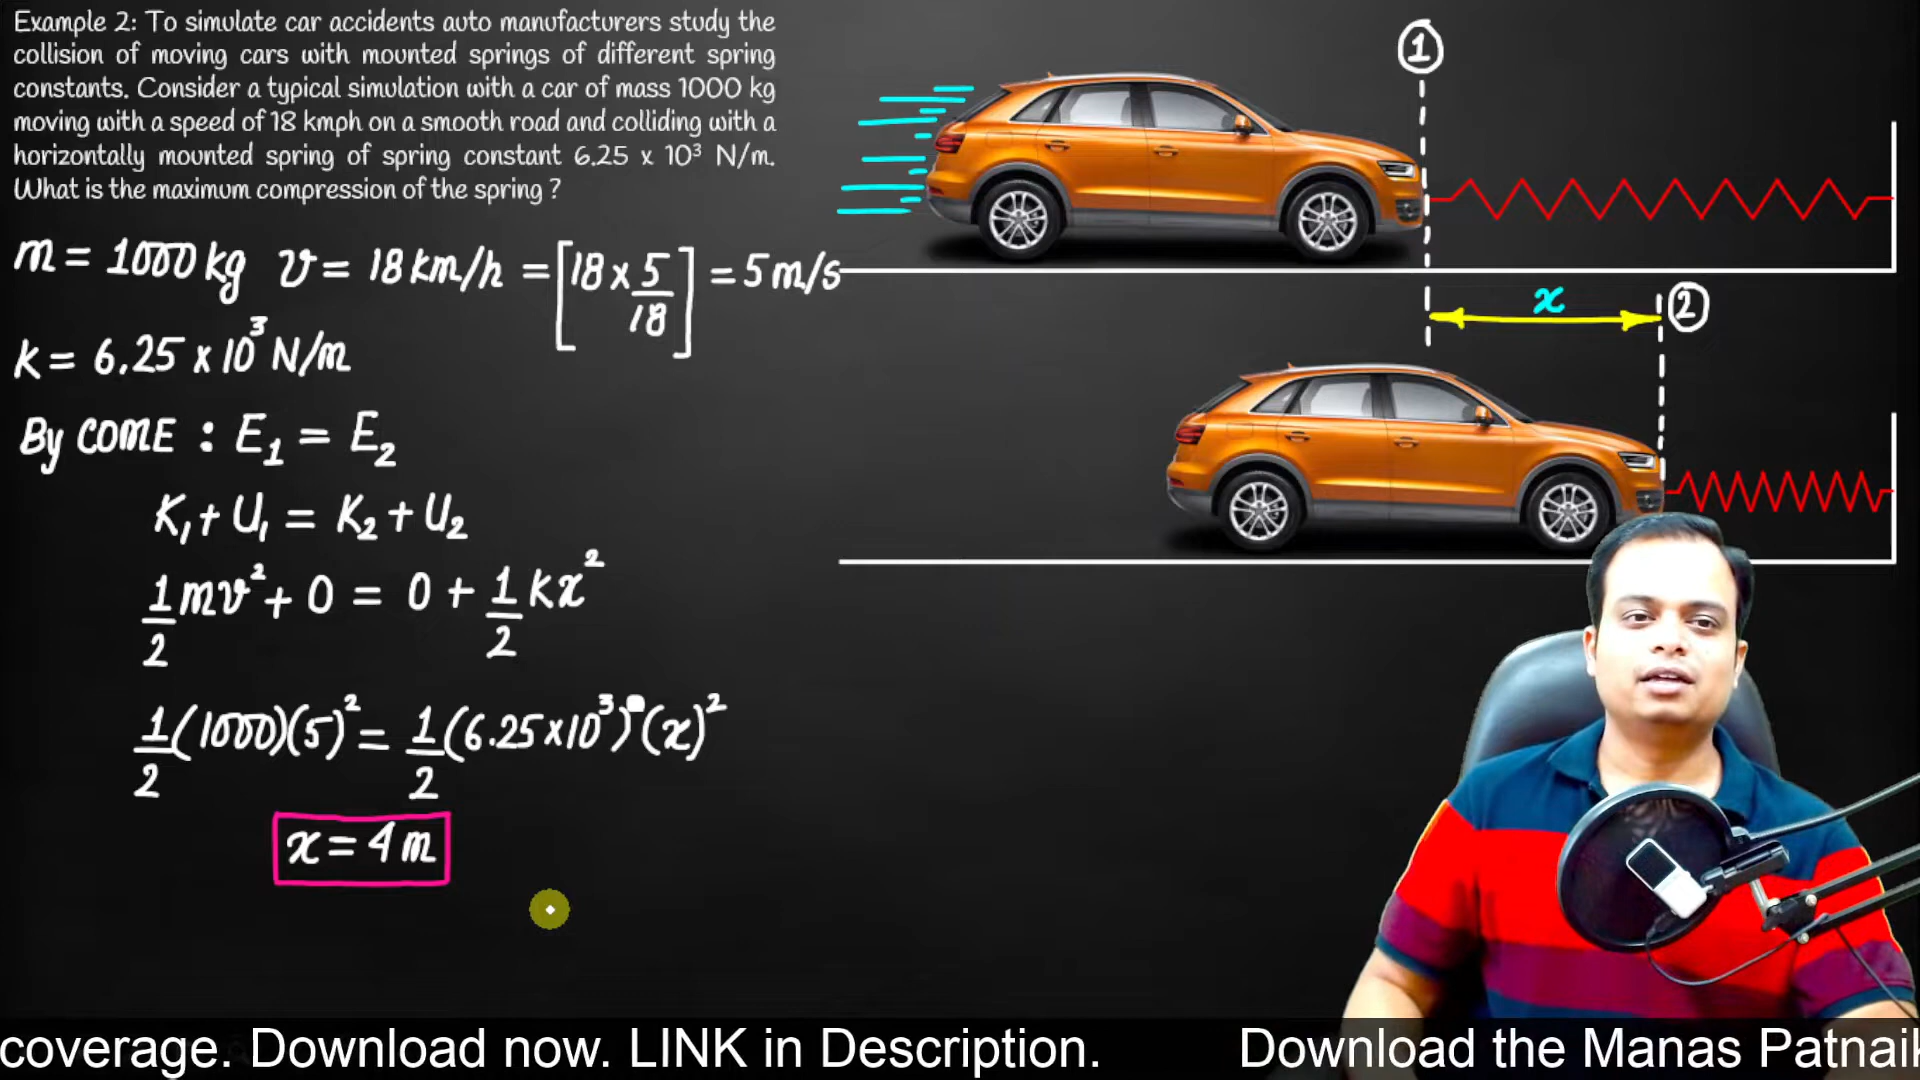 Example 2: To simulate car accidents auto manufacturers study the
collision of moving cars with mounted springs of different spring
constants. Consider a typical simulation with a car of mass 1000 kg
moving with a speed of 18 kmph on a smooth road and colliding with a
horizontally mounted spring of spring constant 6.25 x 10³ N/m.
What is the maximum compression of the spring ?
m = 1000 kg v = 18 km/h = [18 × 5/18] = 5 m/s
k = 6.25 × 10³ N/m
By COME : E₁ = E₂
K₁ + U₁ = K₂ + U₂
1/2 mv² + 0 = 0 + 1/2 kx²
1/2 (1000)(5)² = 1/2 (6.25×10³) (x)²
x = 4 m
1
x
2
coverage. Download now. LINK in Description. Download the Manas Patnaik